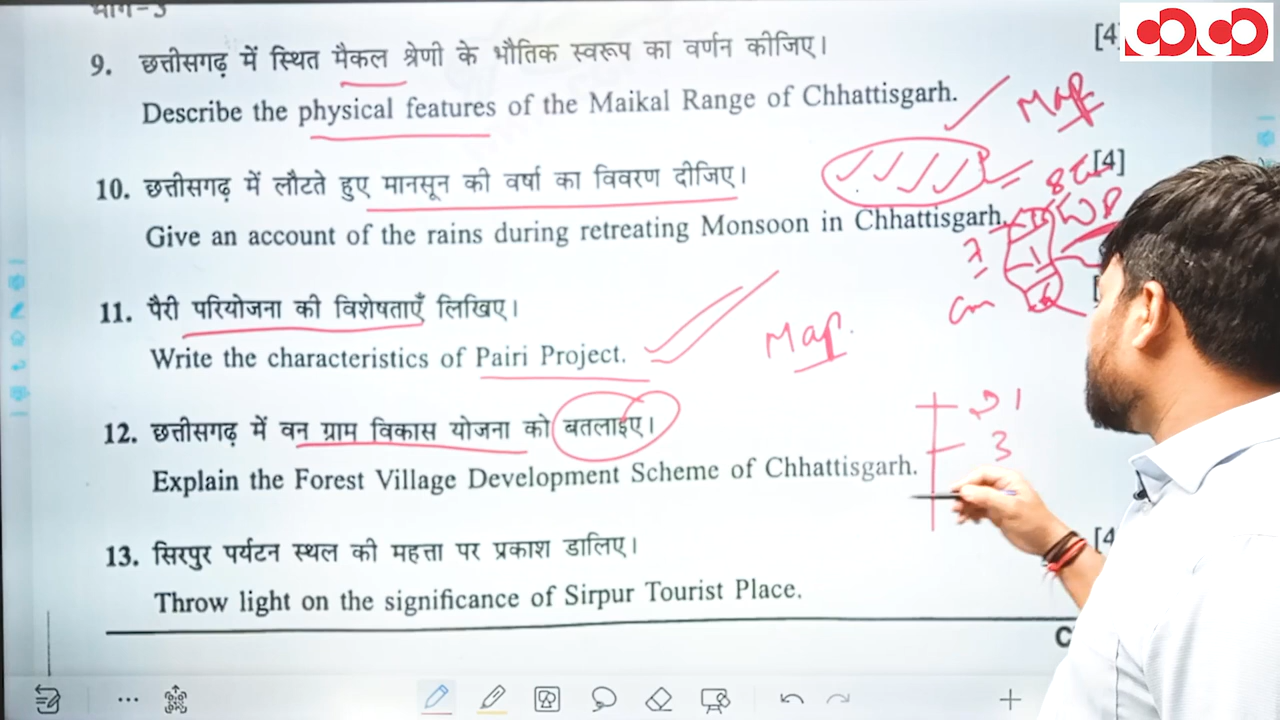 भाग-3
9. छत्तीसगढ़ में स्थित मैकल श्रेणी के भौतिक स्वरूप का वर्णन कीजिए। [4]
Describe the physical features of the Maikal Range of Chhattisgarh.
Map
10. छत्तीसगढ़ में लौटते हुए मानसून की वर्षा का विवरण दीजिए। [4]
Give an account of the rains during retreating Monsoon in Chhattisgarh.
11. पैरी परियोजना की विशेषताएँ लिखिए।
Write the characteristics of Pairi Project.
Map
12. छत्तीसगढ़ में वन ग्राम विकास योजना को बतलाइए।
Explain the Forest Village Development Scheme of Chhattisgarh.
3
13. सिरपुर पर्यटन स्थल की महत्ता पर प्रकाश डालिए। [4
Throw light on the significance of Sirpur Tourist Place.